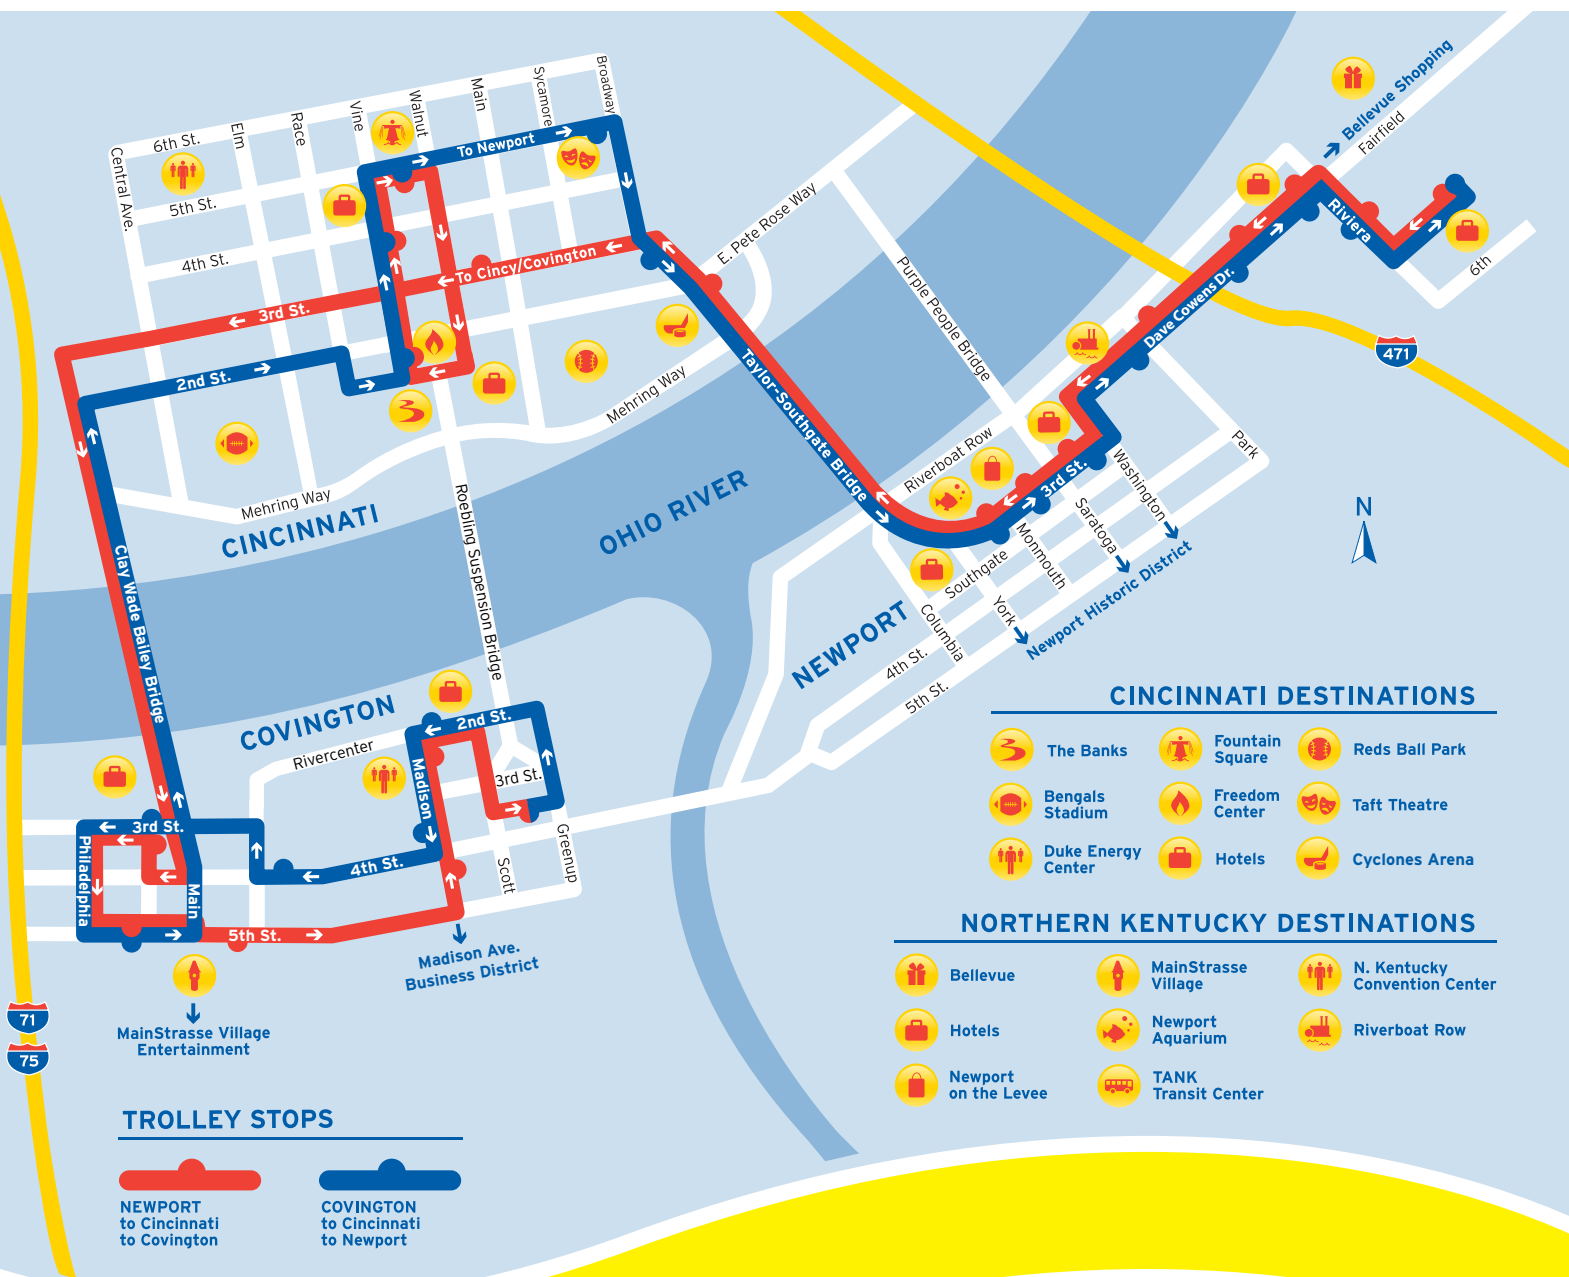 Broadway
Sycamore
Main
Walnut
Vine
Race
Elm
6th St.
Central Ave.
5th St.
4th St.
To Newport
To Cincy/Covington
3rd St.
2nd St.
E. Pete Rose Way
Mehring Way
Mehring Way
CINCINNATI
OHIO RIVER
Taylor-Southgate Bridge
Purple People Bridge
Clay Wade Bailey Bridge
Roebling Suspension Bridge
Bellevue Shopping
Fairfield
Riviera
6th
Dave Cowens Dr.
471
Riverboat Row
3rd St.
Park
Washington
Saratoga
Monmouth
Southgate
York
Columbia
Newport Historic District
NEWPORT
4th St.
5th St.
N
COVINGTON
Rivercenter
2nd St.
Madison
3rd St.
Greenup
Scott
4th St.
3rd St.
Philadelphia
Main
5th St.
Madison Ave.
Business District
MainStrasse Village
Entertainment
71
75
CINCINNATI DESTINATIONS
The Banks
Fountain
Square
Reds Ball Park
Bengals
Stadium
Freedom
Center
Taft Theatre
Duke Energy
Center
Hotels
Cyclones Arena
NORTHERN KENTUCKY DESTINATIONS
Bellevue
MainStrasse
Village
N. Kentucky
Convention Center
Hotels
Newport
Aquarium
Riverboat Row
Newport
on the Levee
TANK
Transit Center
TROLLEY STOPS
NEWPORT
to Cincinnati
to Covington
COVINGTON
to Cincinnati
to Newport